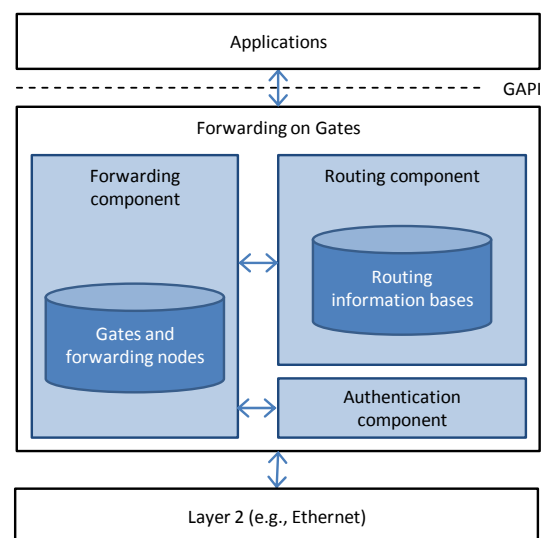 Applications
GAPI
Forwarding on Gates
Forwarding
component
Routing component
Routing
information bases
Gates and
forwarding nodes
Authentication
component
Layer 2 (e.g., Ethernet)